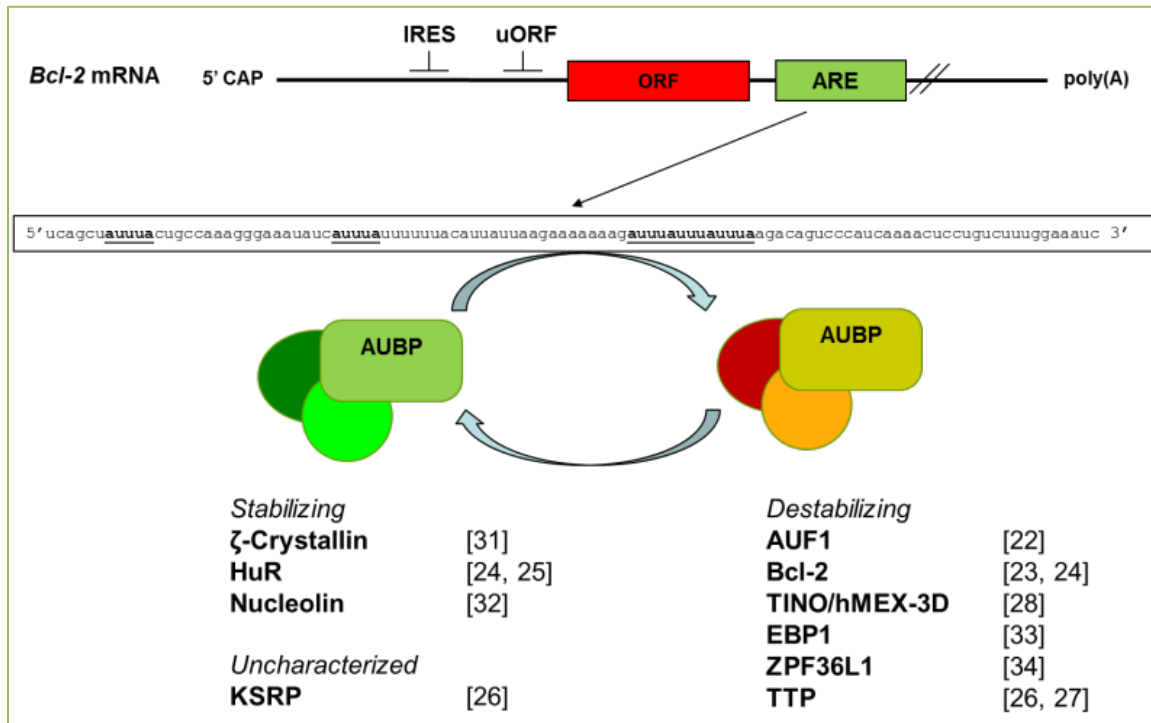 IRES uORF
Bcl-2 mRNA 5' CAP ORF ARE poly(A)
5’ucagcuauuuacugccaaagggaaauaucauuuauuuuuuacauuauuaagaaaaaaagauuuauuuauuuaagacagucccaucaaaacuccugucuuuggaaauc 3’
AUBP AUBP
Stabilizing
ζ-Crystallin [31]
HuR [24, 25]
Nucleolin [32]
Uncharacterized
KSRP [26]
Destabilizing
AUF1 [22]
Bcl-2 [23, 24]
TINO/hMEX-3D [28]
EBP1 [33]
ZPF36L1 [34]
TTP [26, 27]